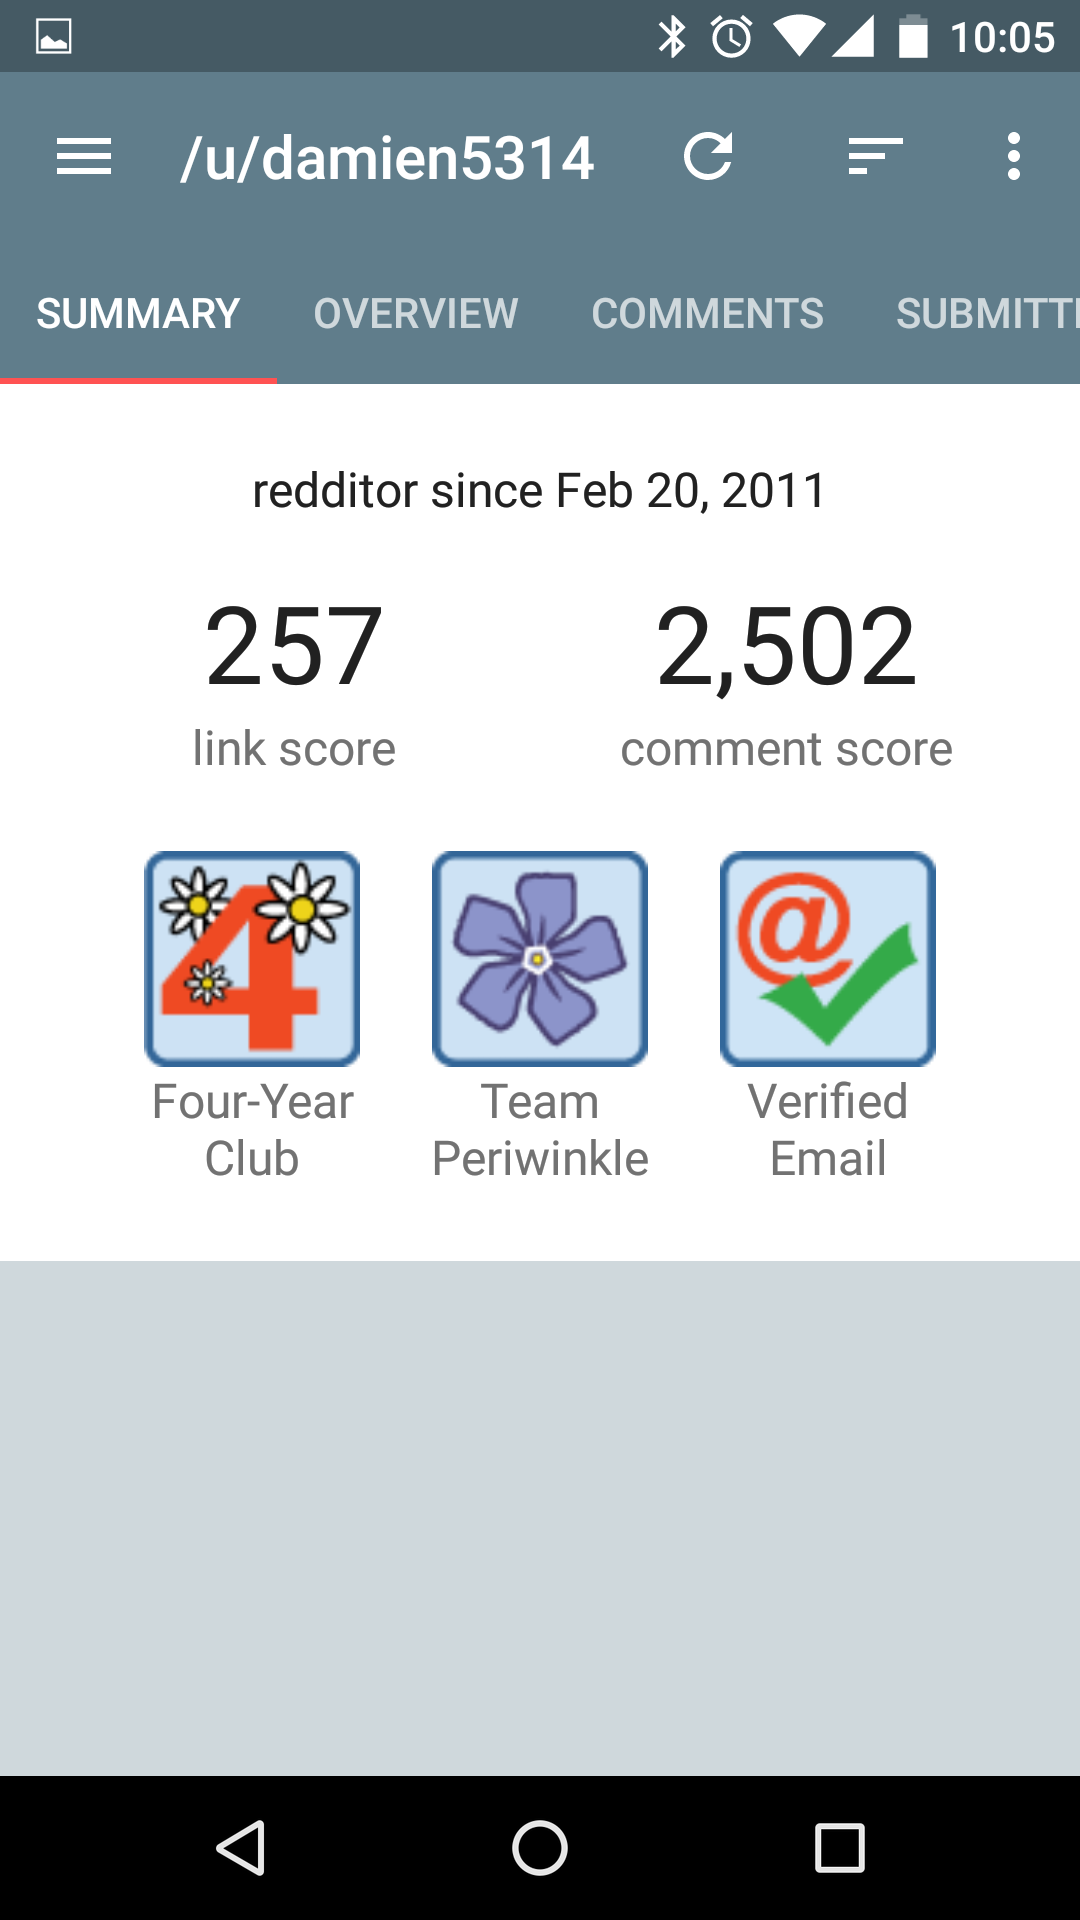 10:05
/u/damien5314
SUMMARY OVERVIEW COMMENTS SUBMITT
redditor since Feb 20, 2011
257 2,502
link score comment score
4 @
Four-Year Team Verified
Club Periwinkle Email